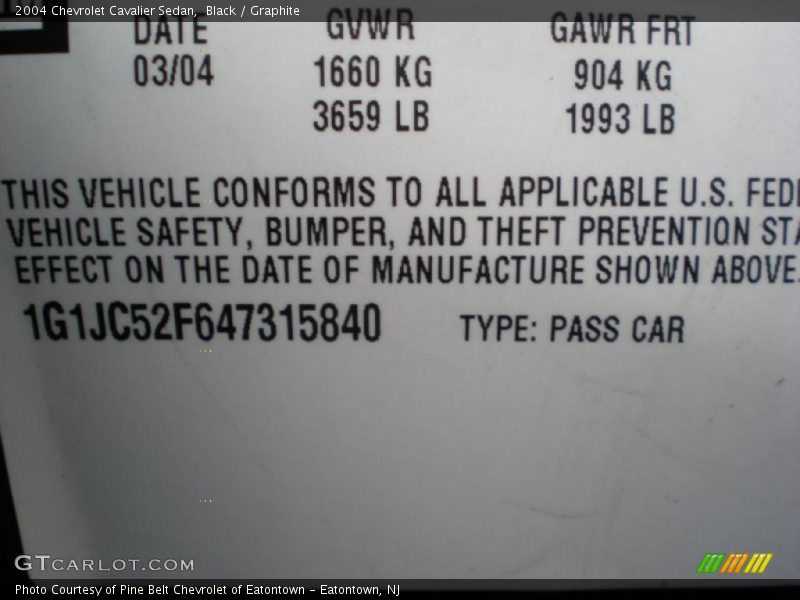 2004 Chevrolet Cavalier Sedan, Black / Graphite
DATE GVWR GAWR FRT
03/04 1660 KG 904 KG
3659 LB 1993 LB
THIS VEHICLE CONFORMS TO ALL APPLICABLE U.S. FED
VEHICLE SAFETY, BUMPER, AND THEFT PREVENTION STA
EFFECT ON THE DATE OF MANUFACTURE SHOWN ABOVE.
1G1JC52F647315840 TYPE: PASS CAR
GTCARLOT.COM
Photo Courtesy of Pine Belt Chevrolet of Eatontown - Eatontown, NJ